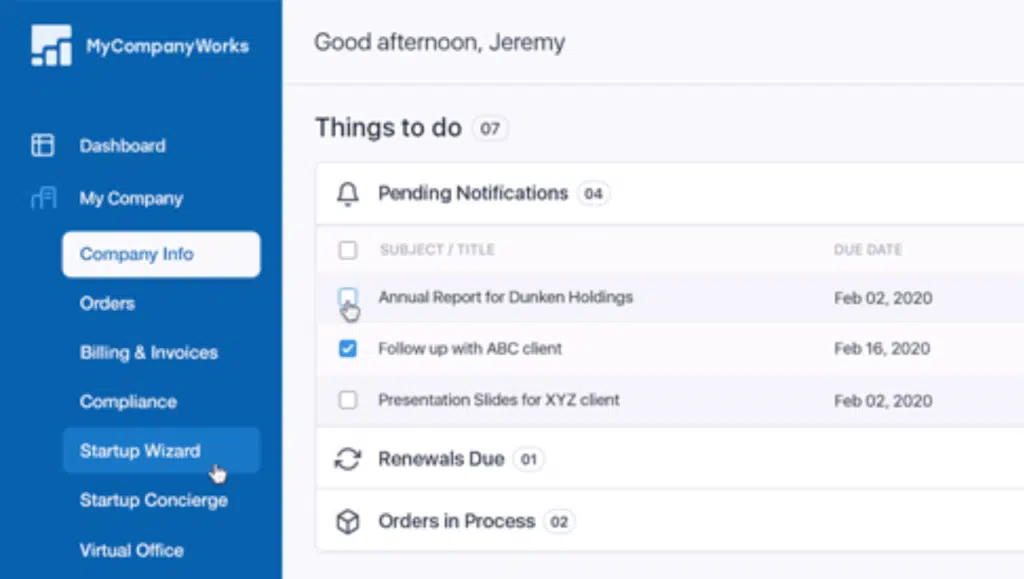 MyCompanyWorks
Dashboard
My Company
Company Info
Orders
Billing & Invoices
Compliance
Startup Wizard
Startup Concierge
Virtual Office
Good afternoon, Jeremy
Things to do 07
Pending Notifications 04
SUBJECT / TITLE DUE DATE
Annual Report for Dunken Holdings Feb 02, 2020
Follow up with ABC client Feb 16, 2020
Presentation Slides for XYZ client Feb 02, 2020
Renewals Due 01
Orders in Process 02